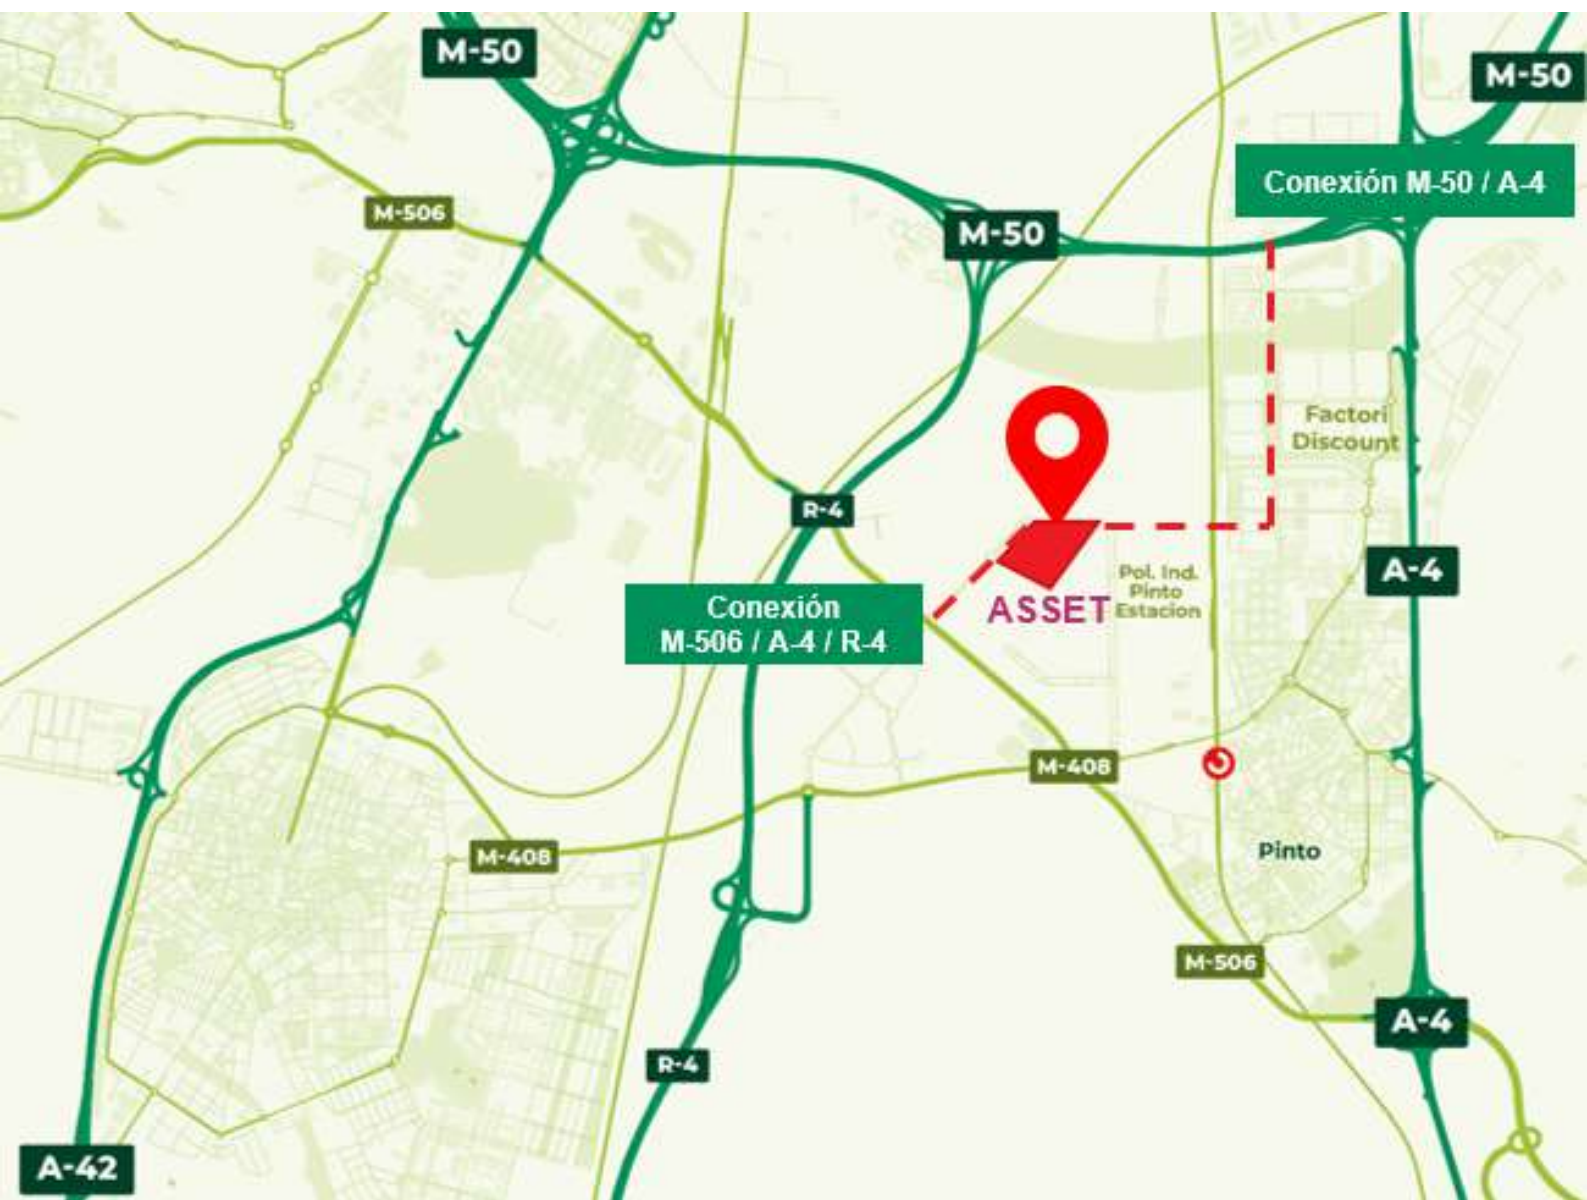 M-50
M-50
Conexión M-50 / A-4
M-506
M-50
Factori
Discount
R-4
A-4
Pol. Ind.
Pinto
Estacion
ASSET
Conexión
M-506 / A-4 / R-4
M-408
M-408
Pinto
M-506
A-4
R-4
A-42